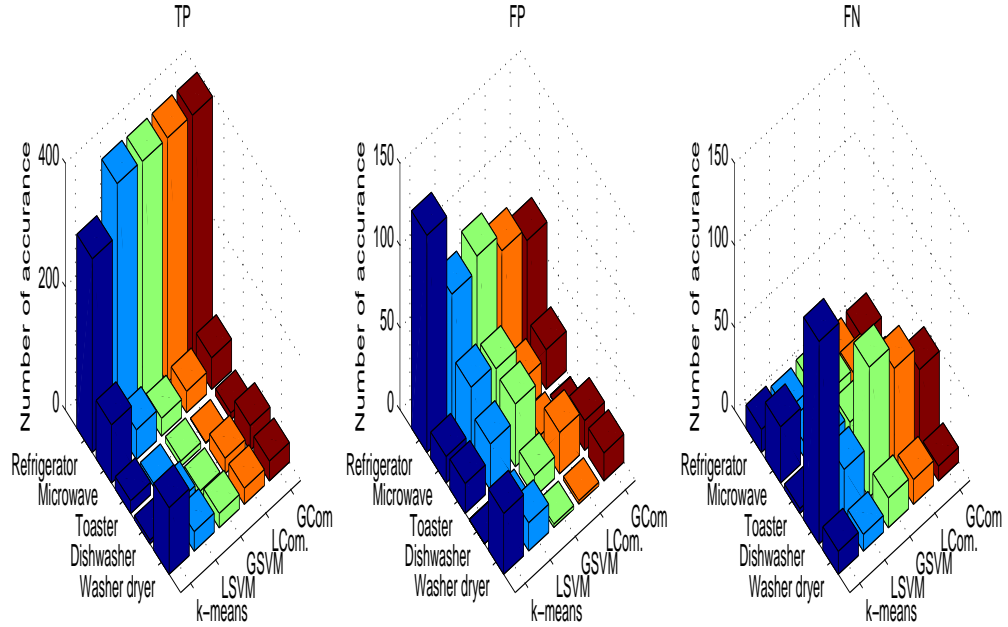 TP
Number of accurance
400
200
0
Refrigerator
Microwave
Toaster
Dishwasher
Washer dryer
k-means
LSVM
GSVM
LCom.
GCom
FP
Number of accurance
150
100
50
0
Refrigerator
Microwave
Toaster
Dishwasher
Washer dryer
k-means
LSVM
GSVM
LCom.
GCom
FN
Number of accurance
150
100
50
0
Refrigerator
Microwave
Toaster
Dishwasher
Washer dryer
k-means
LSVM
GSVM
LCom.
GCom